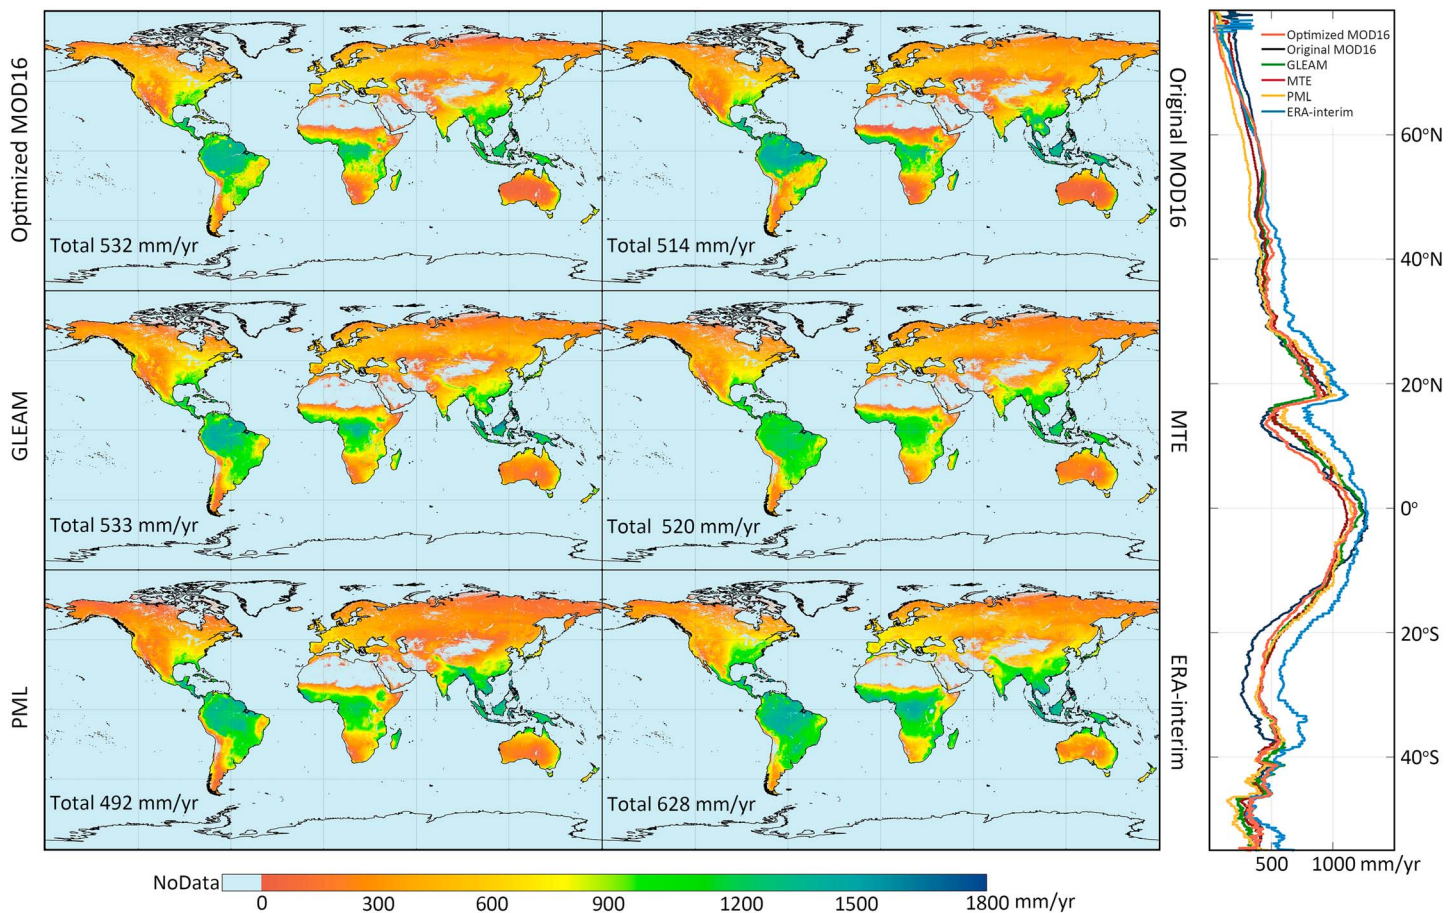 Optimized MOD16
Total 532 mm/yr
Total 514 mm/yr
Original MOD16
GLEAM
Total 533 mm/yr
Total 520 mm/yr
MTE
PML
Total 492 mm/yr
Total 628 mm/yr
ERA-interim
NoData
0 300 600 900 1200 1500 1800 mm/yr
Optimized MOD16
Original MOD16
GLEAM
MTE
PML
ERA-interim
60°N
40°N
20°N
0°
20°S
40°S
500 1000 mm/yr